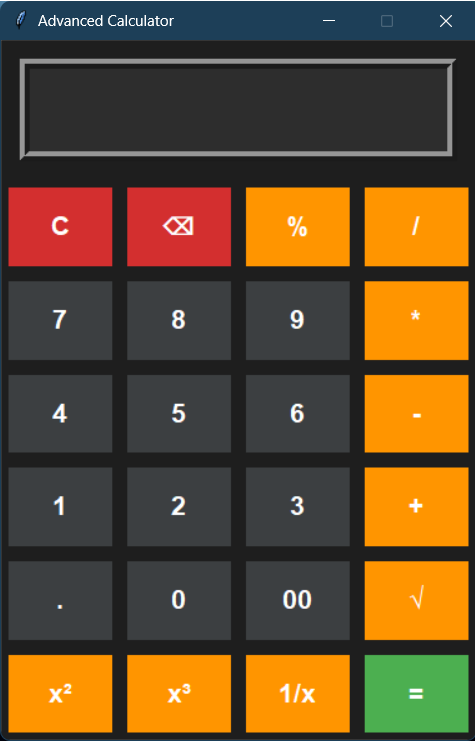 Advanced Calculator
C ⌫ % /
7 8 9 *
4 5 6 -
1 2 3 +
. 0 00 √
x² x³ 1/x =